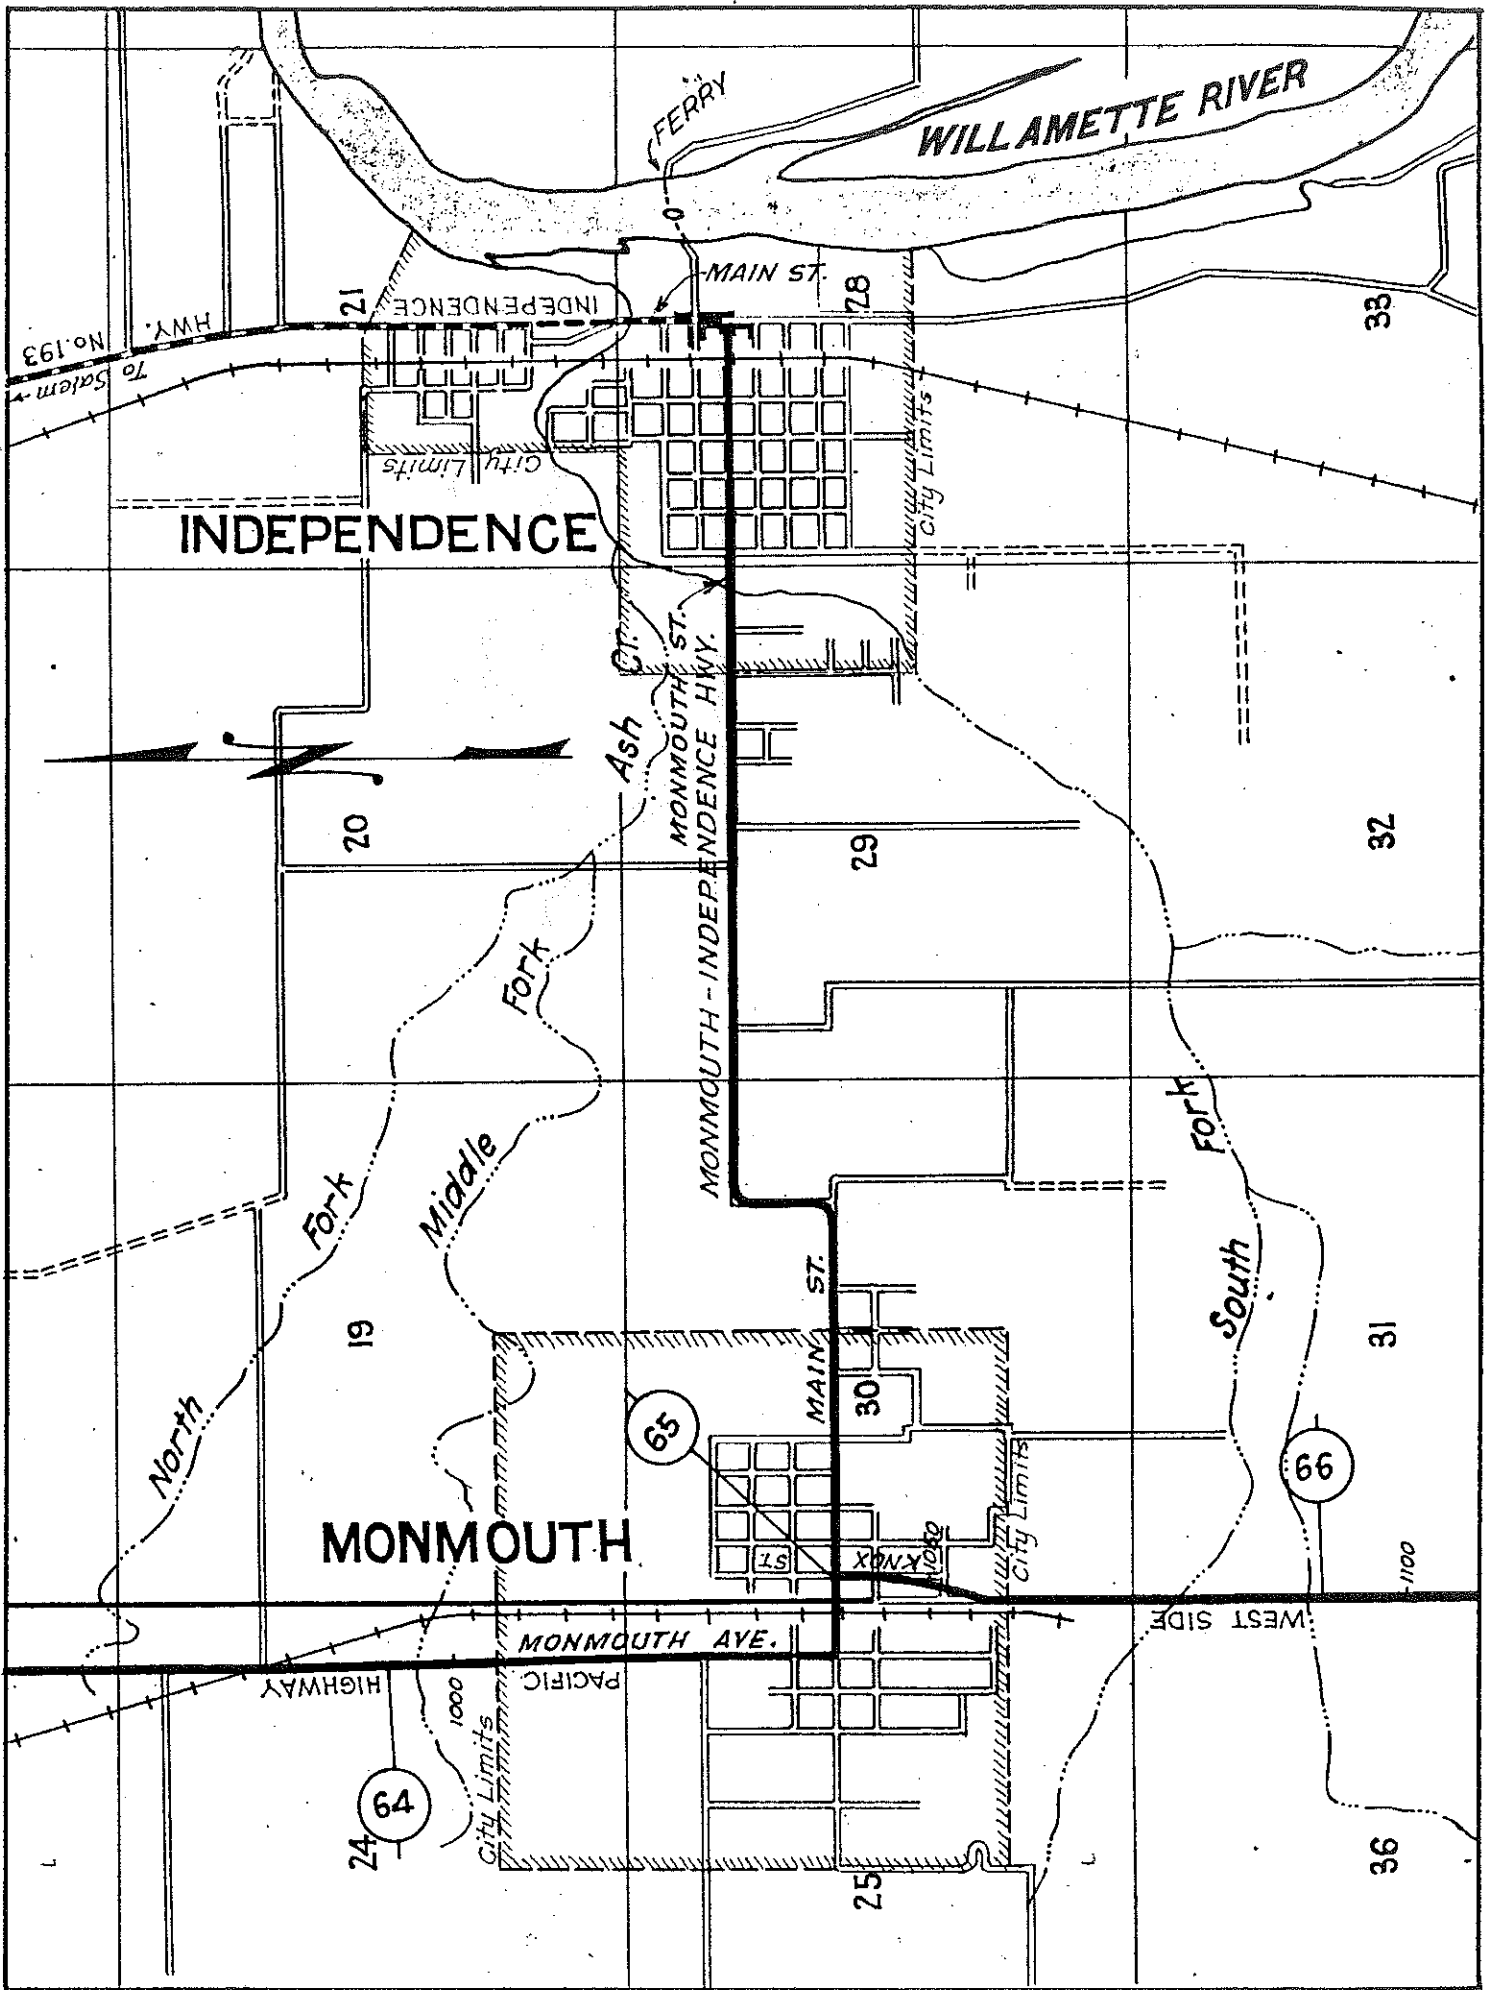 FERRY
WILLAMETTE RIVER
MAIN ST.
INDEPENDENCE
HWY.
No.193
To Salem
21
28
33
City Limits
City Limits
INDEPENDENCE
Cr.
Ash
MONMOUTH ST.
MONMOUTH-INDEPENDENCE HWY.
20
29
32
Fork
Middle
Fork
North
19
Fork
South
MAIN ST.
30
31
65
66
MONMOUTH
KNOX
ST
1050
City Limits
1100
WEST SIDE
MONMOUTH AVE.
PACIFIC
HIGHWAY
1000
City Limits
64
24
25
36